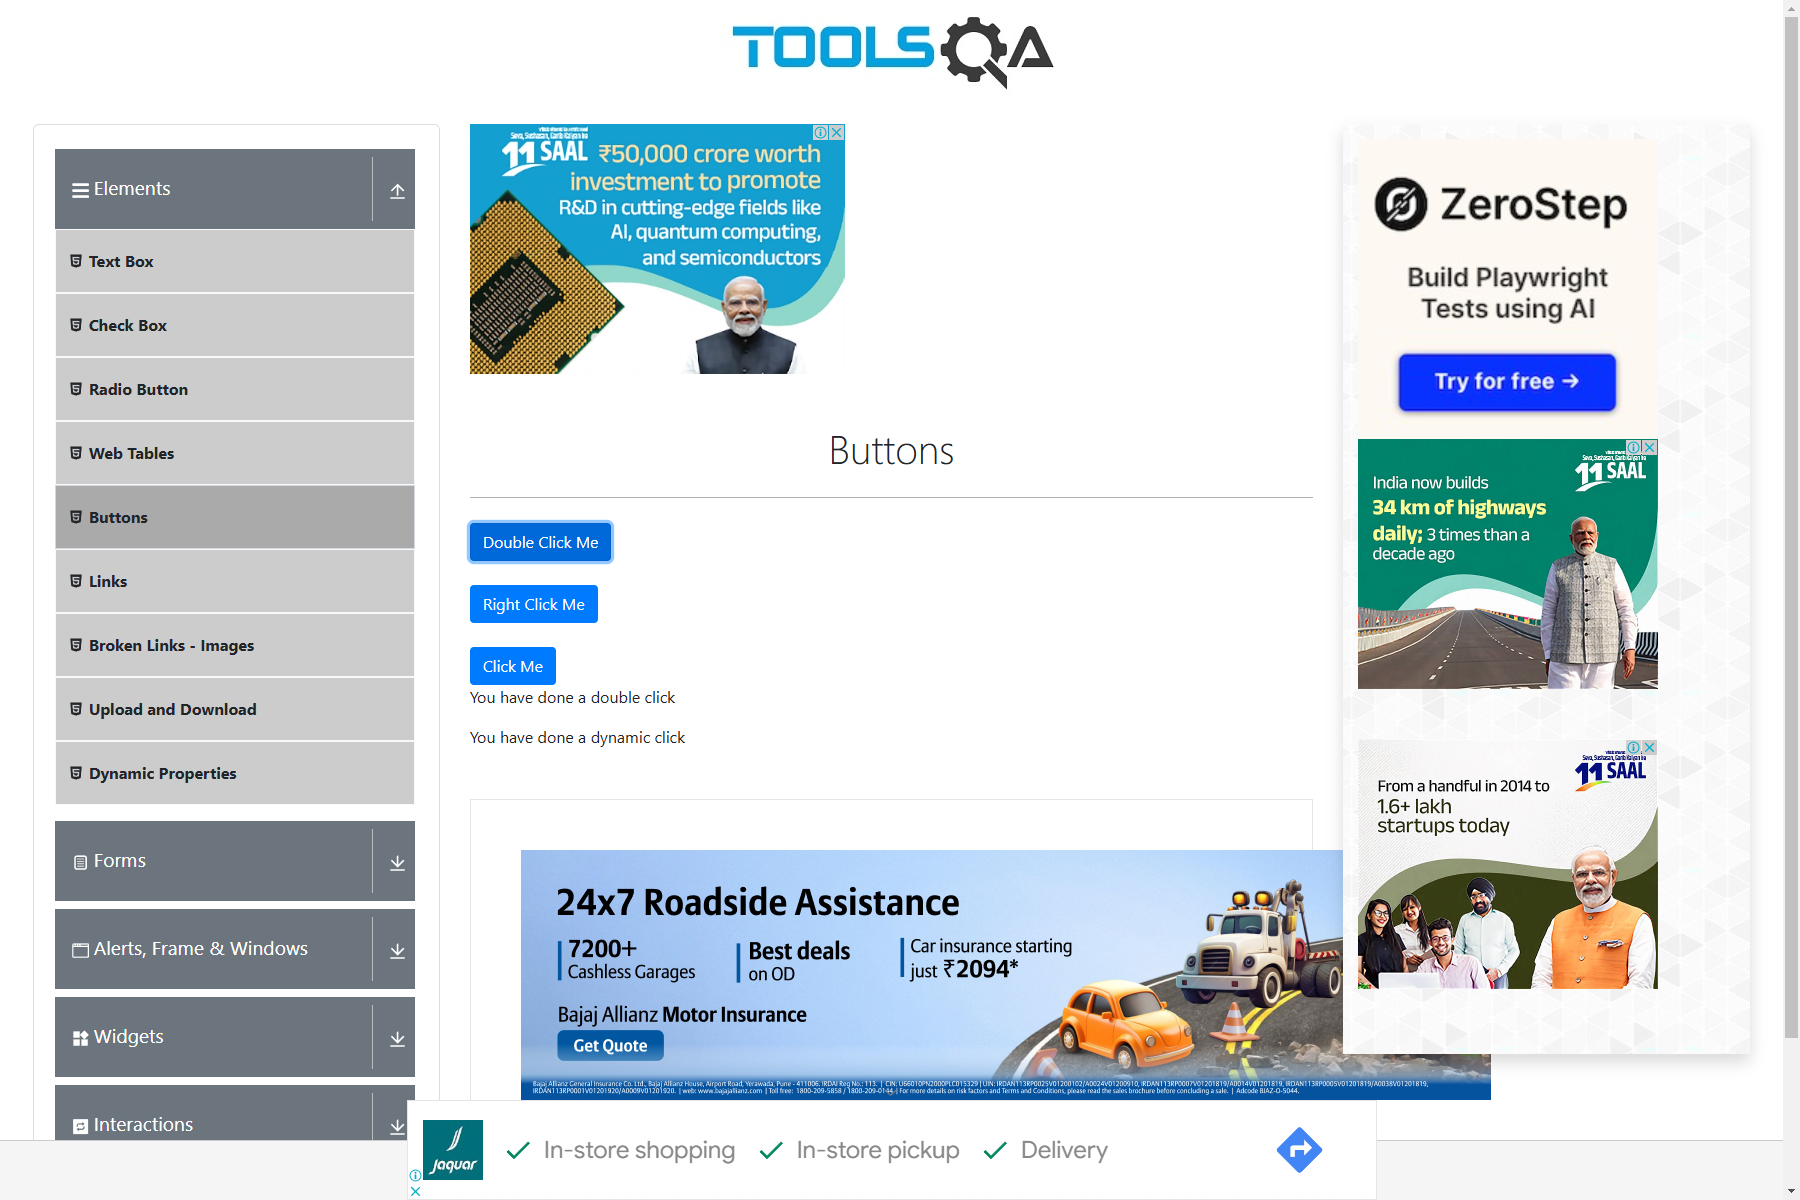 TOOLSQA
Elements
Text Box
Check Box
Radio Button
Web Tables
Buttons
Links
Broken Links - Images
Upload and Download
Dynamic Properties
Forms
Alerts, Frame & Windows
Widgets
Interactions
11 SAAL
₹50,000 crore worth
investment to promote
R&D in cutting-edge fields like
AI, quantum computing,
and semiconductors
Buttons
Double Click Me
Right Click Me
Click Me
You have done a double click
You have done a dynamic click
24x7 Roadside Assistance
7200+
Cashless Garages
Best deals
on OD
Car insurance starting
just ₹2094*
Bajaj Allianz Motor Insurance
Get Quote
ZeroStep
Build Playwright
Tests using AI
Try for free →
11 SAAL
India now builds
34 km of highways
daily; 3 times than a
decade ago
11 SAAL
From a handful in 2014 to
1.6+ lakh
startups today
Jaquar
In-store shopping
In-store pickup
Delivery